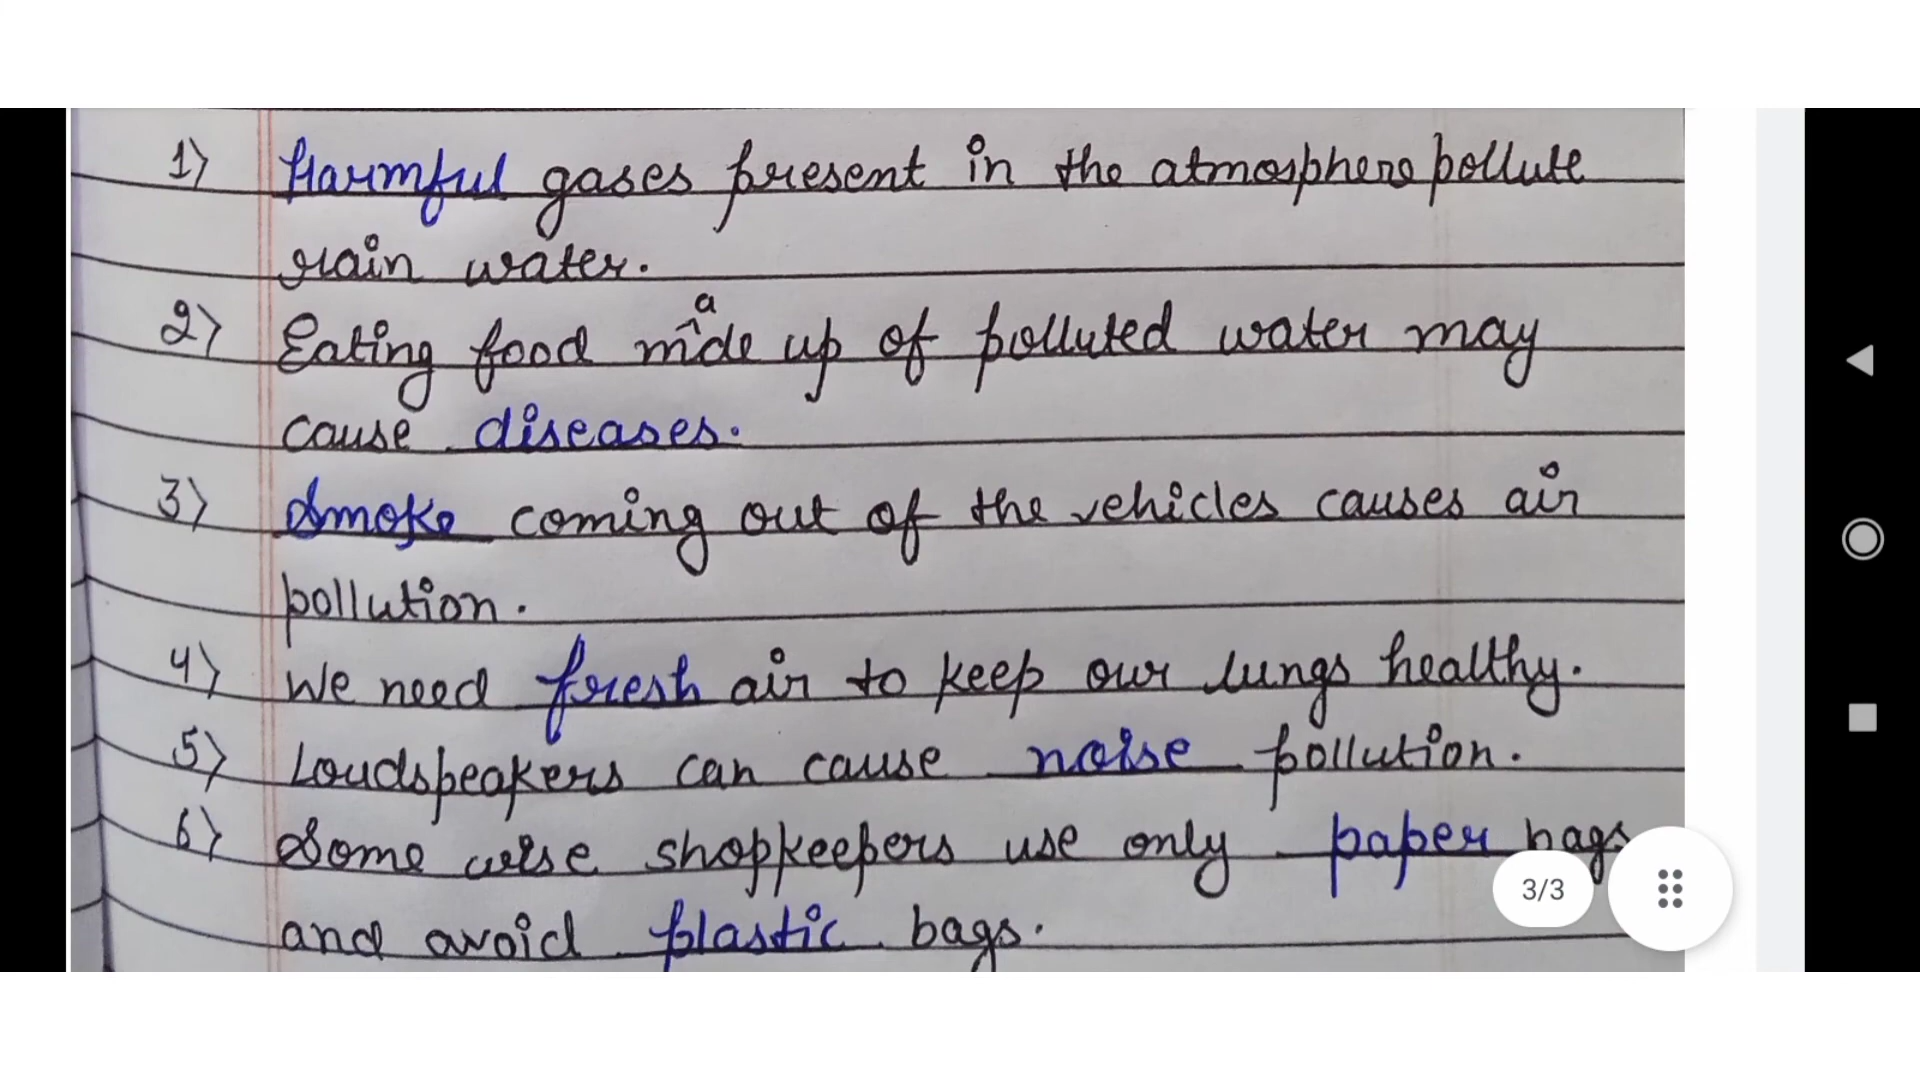 1) Harmful gases present in the atmosphere pollute
rain water.
2) Eating food made up of polluted water may
cause diseases.
3) Smoke coming out of the vehicles causes air
pollution.
4) We need fresh air to keep our lungs healthy.
5) Loudspeakers can cause noise pollution.
6) Some wise shopkeepers use only paper bags
and avoid plastic bags.
3/3